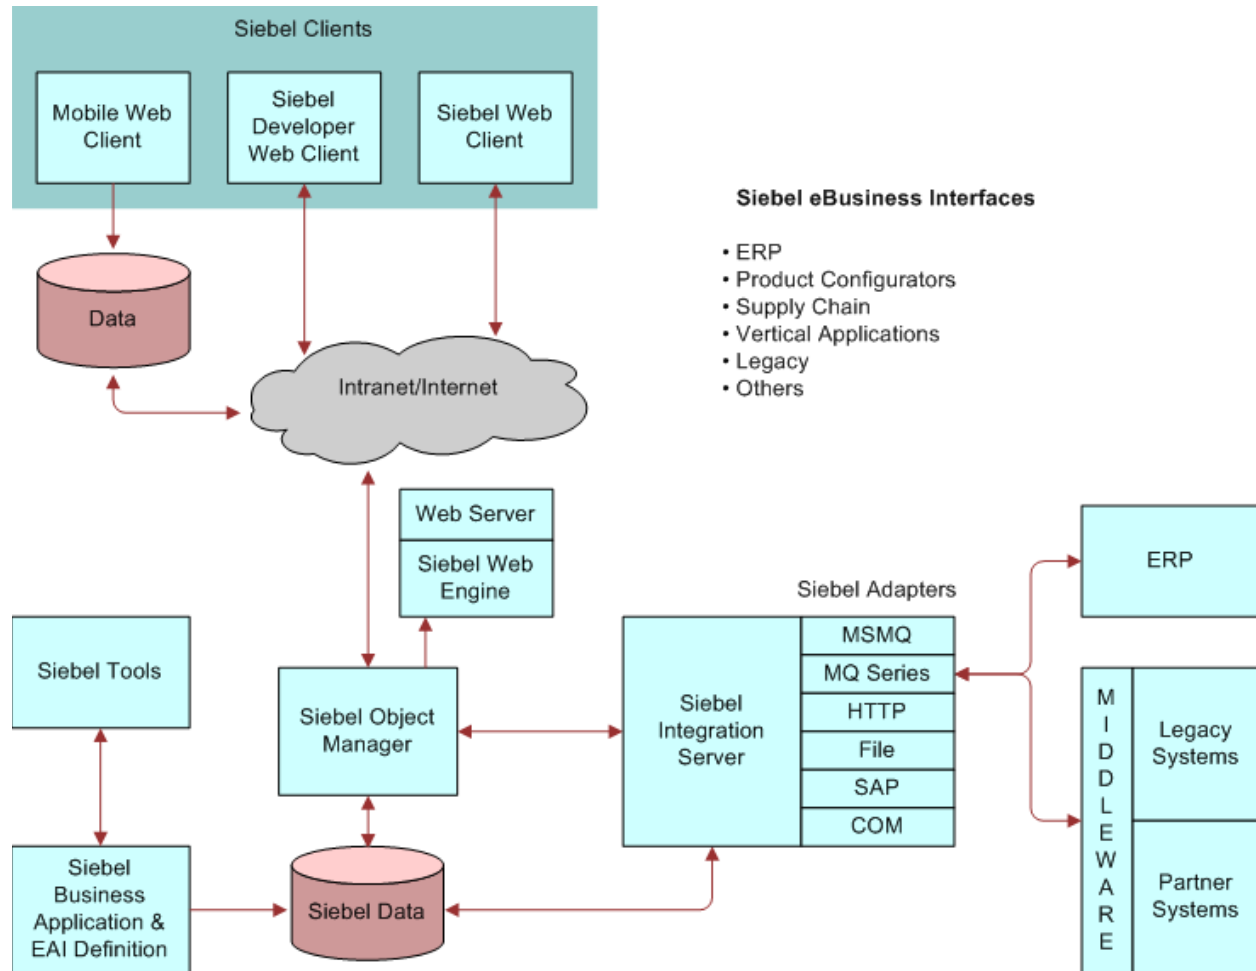 Siebel Clients
Mobile Web
Client
Siebel
Developer
Web Client
Siebel Web
Client
Siebel eBusiness Interfaces
• ERP
• Product Configurators
• Supply Chain
• Vertical Applications
• Legacy
• Others
Data
Intranet/Internet
Web Server
Siebel Web
Engine
Siebel Adapters
ERP
Siebel Tools
Siebel Object
Manager
Siebel
Integration
Server
MSMQ
MQ Series
HTTP
File
SAP
COM
MIDDLEWARE
Legacy
Systems
Partner
Systems
Siebel
Business
Application &
EAI Definition
Siebel Data